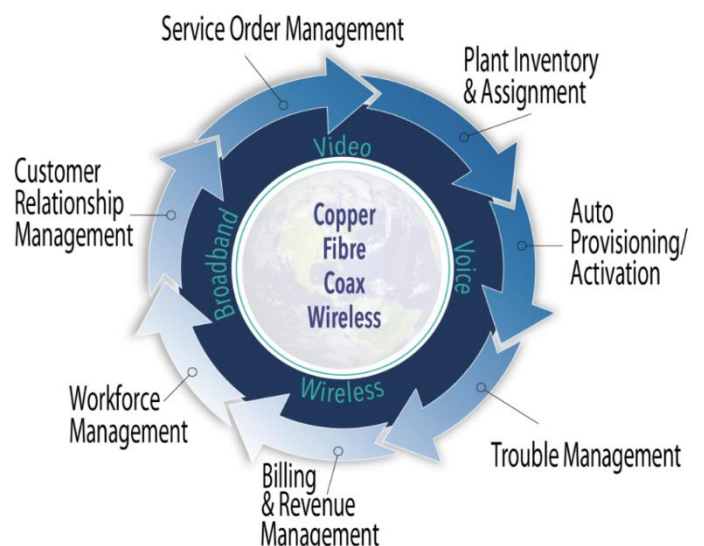 Service Order Management
Plant Inventory
& Assignment
Customer
Relationship
Management
Video
Copper
Fibre
Coax
Wireless
Broadband
Voice
Auto
Provisioning/
Activation
Wireless
Workforce
Management
Trouble Management
Billing
& Revenue
Management